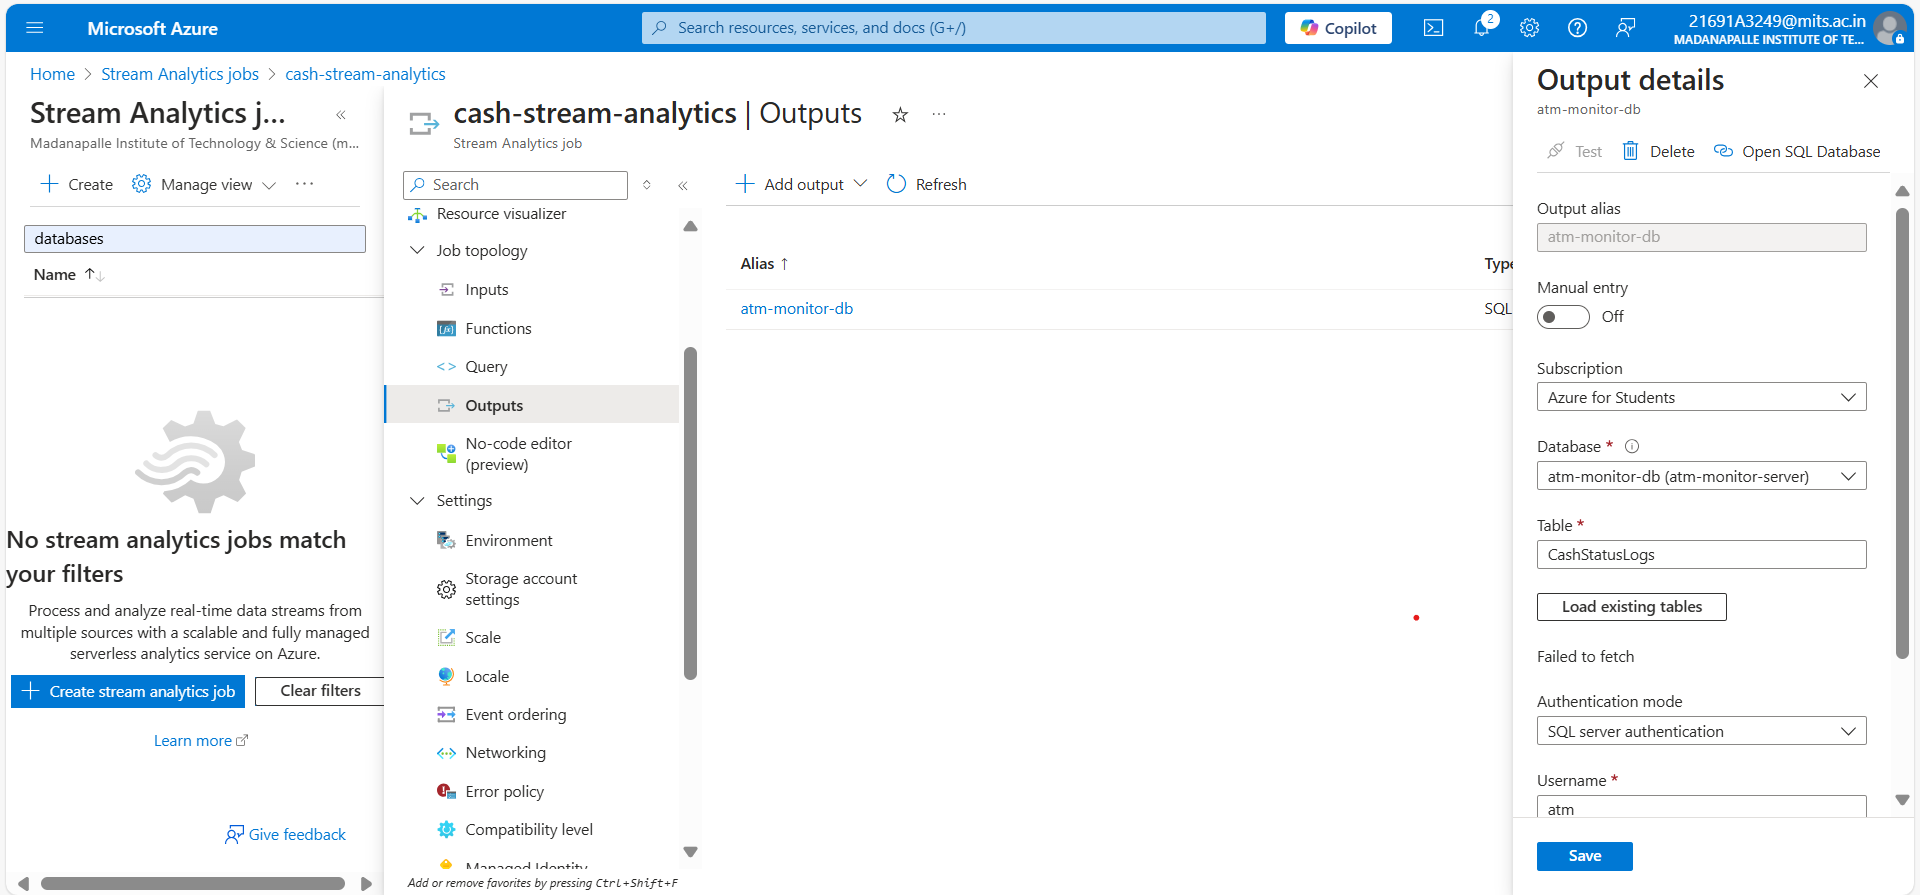 Microsoft Azure
Search resources, services, and docs (G+/)
Copilot
2
21691A3249@mits.ac.in
MADANAPALLE INSTITUTE OF TE...
Home > Stream Analytics jobs > cash-stream-analytics
Stream Analytics j...
Madanapalle Institute of Technology & Science (m...
Create
Manage view
databases
Name
No stream analytics jobs match
your filters
Process and analyze real-time data streams from
multiple sources with a scalable and fully managed
serverless analytics service on Azure.
Create stream analytics job
Clear filters
Learn more
Give feedback
cash-stream-analytics | Outputs
Stream Analytics job
Search
Resource visualizer
Job topology
Inputs
Functions
Query
Outputs
No-code editor
(preview)
Settings
Environment
Storage account
settings
Scale
Locale
Event ordering
Networking
Error policy
Compatibility level
Managed Identity
Add or remove favorites by pressing Ctrl+Shift+F
Add output
Refresh
Alias ↑
Type
atm-monitor-db
SQL
Output details
atm-monitor-db
Test
Delete
Open SQL Database
Output alias
atm-monitor-db
Manual entry
Off
Subscription
Azure for Students
Database *
atm-monitor-db (atm-monitor-server)
Table *
CashStatusLogs
Load existing tables
Failed to fetch
Authentication mode
SQL server authentication
Username *
atm
Save